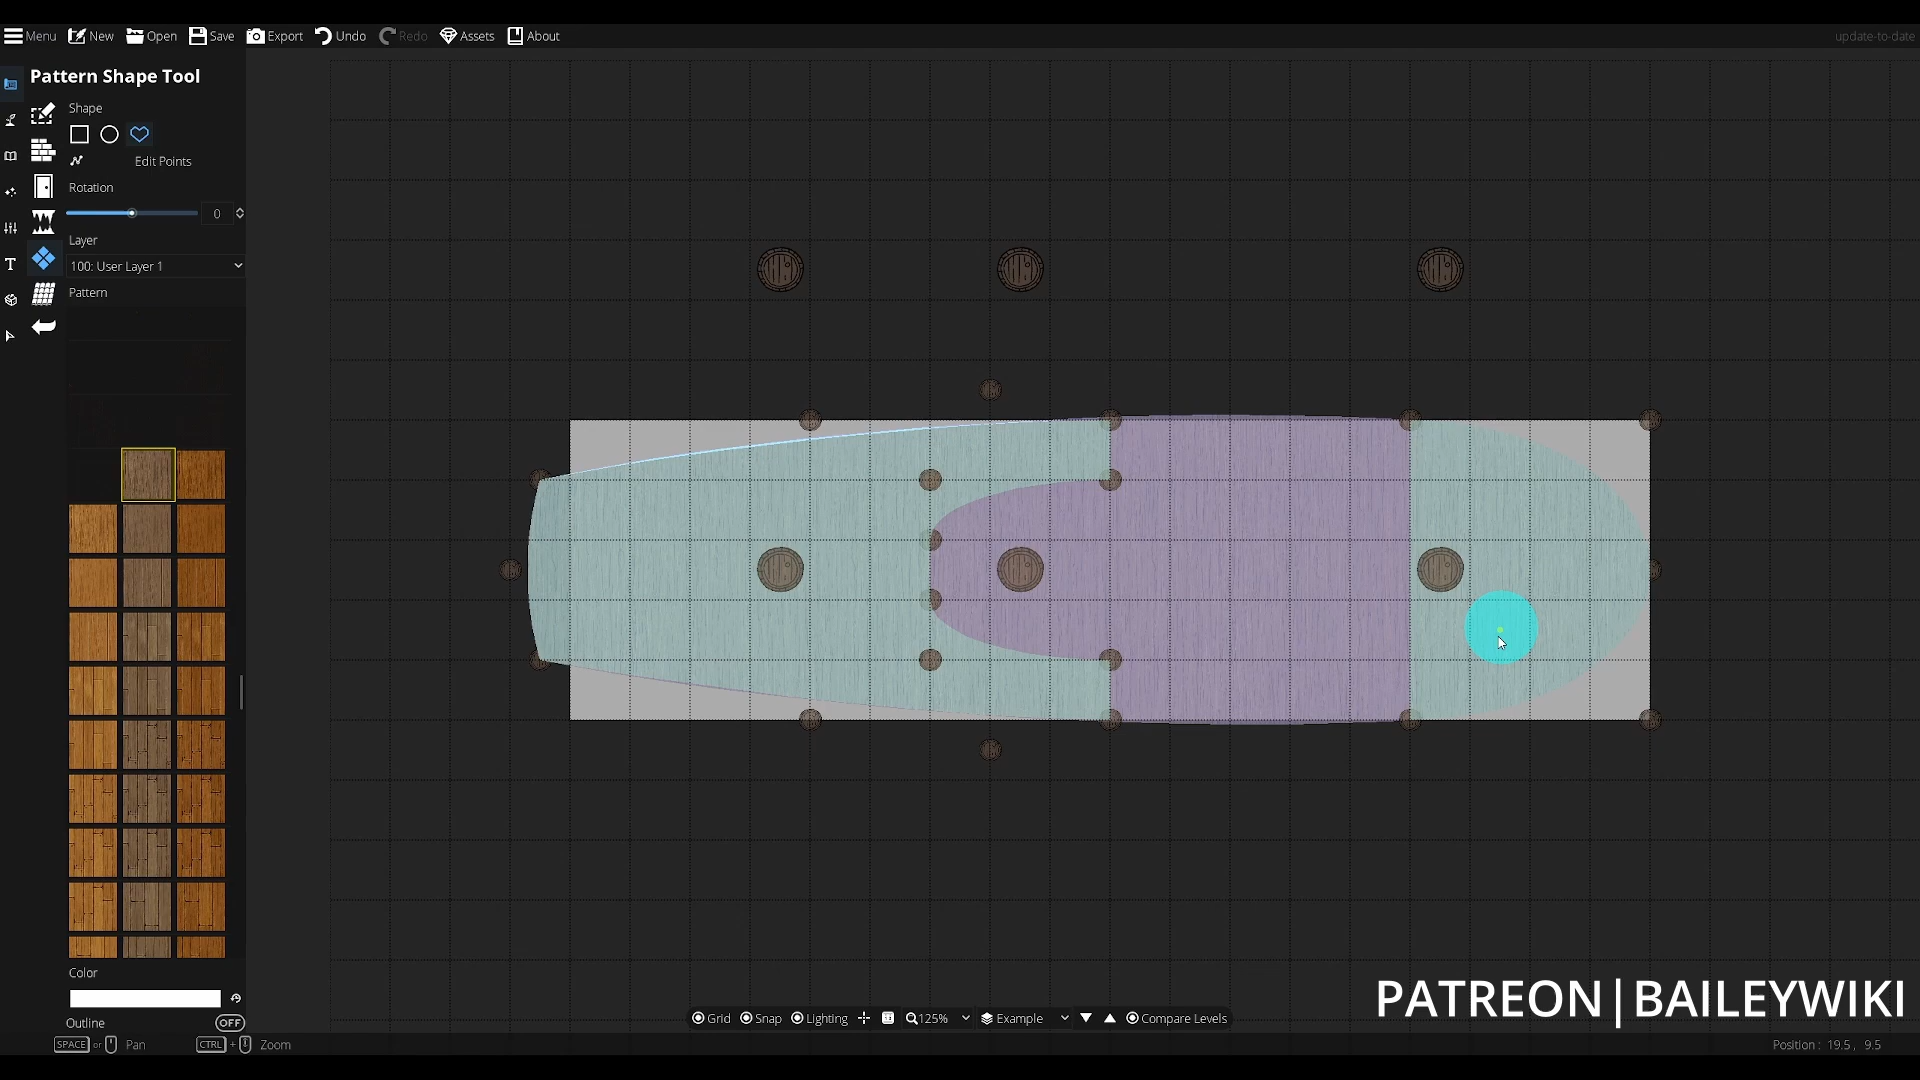 Menu New Open Save Export Undo Redo Assets About update-to-date
Pattern Shape Tool
Shape
Edit Points
Rotation
0
Layer
100: User Layer 1
Pattern
Color
Outline OFF
SPACE or Pan CTRL + Zoom
Grid Snap Lighting 125% Example Compare Levels
Position : 19.5 , 9.5
PATREON|BAILEYWIKI
T